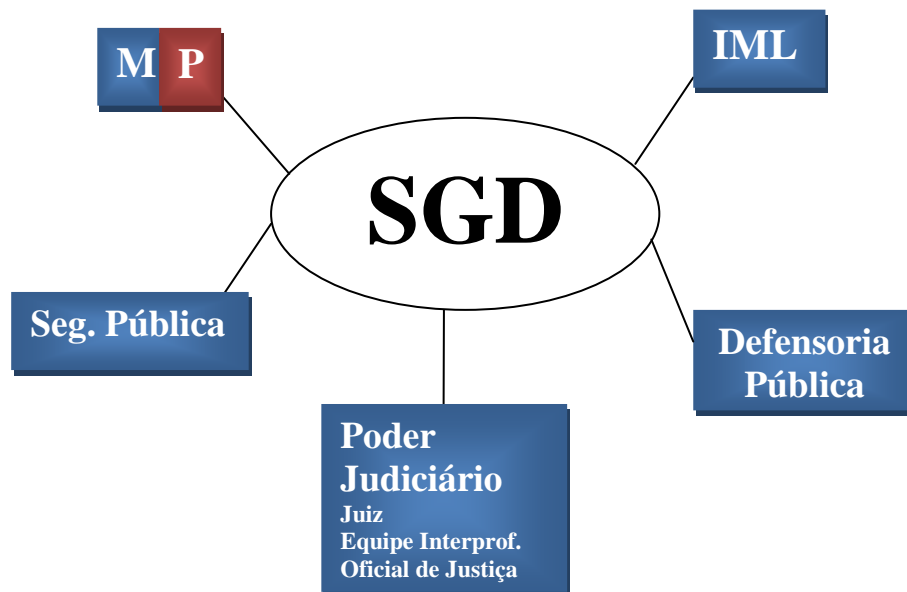 M P
IML
SGD
Seg. Pública
Defensoria
Pública
Poder
Judiciário
Juiz
Equipe Interprof.
Oficial de Justiça